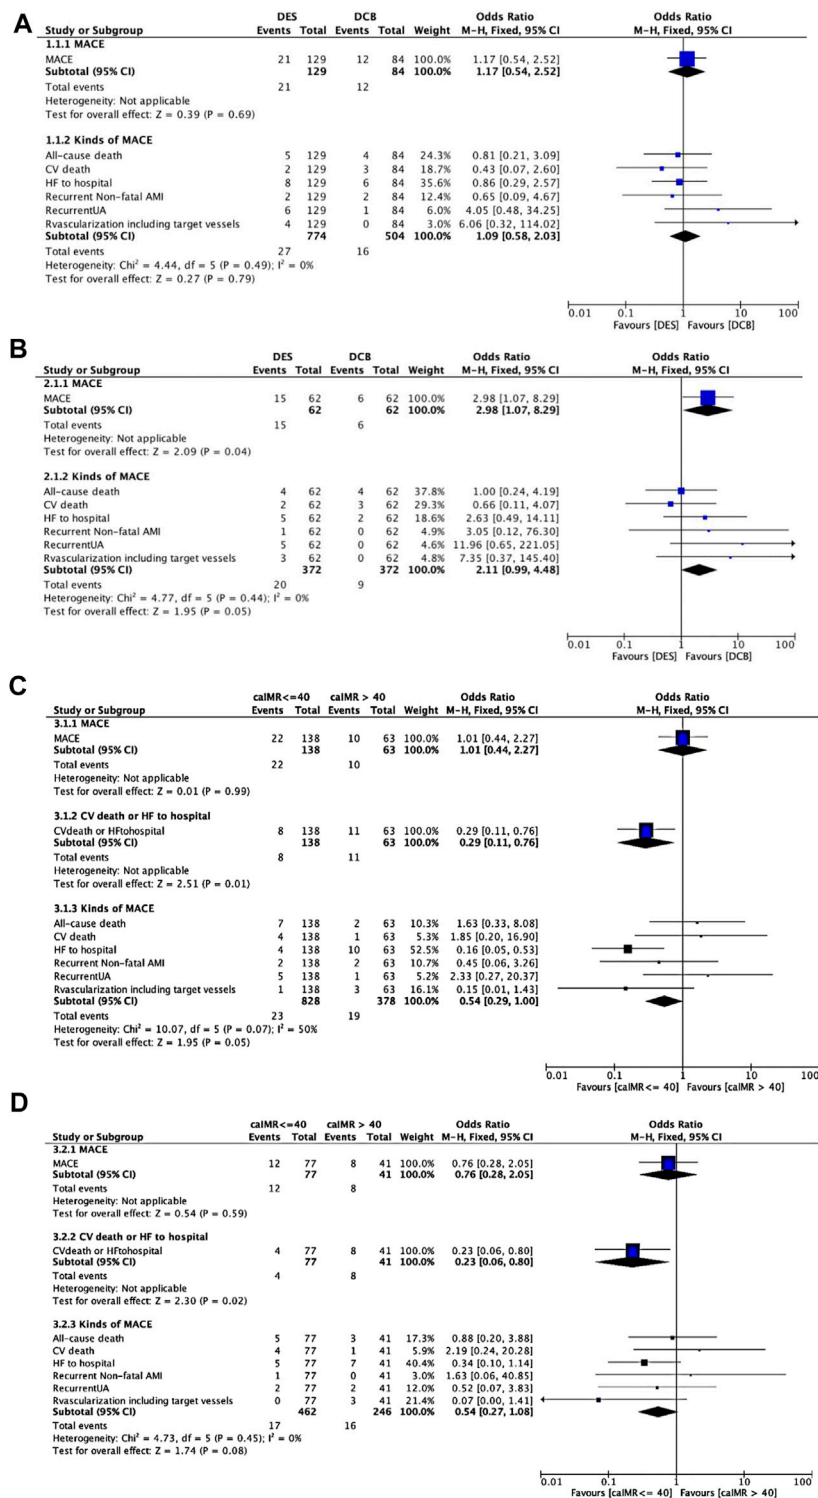 A
DES DCB Odds Ratio Odds Ratio
Study or Subgroup Events Total Events Total Weight M-H, Fixed, 95% CI M-H, Fixed, 95% CI
1.1.1 MACE
MACE 21 129 12 84 100.0% 1.17 [0.54, 2.52]
Subtotal (95% CI) 129 84 100.0% 1.17 [0.54, 2.52]
Total events 21 12
Heterogeneity: Not applicable
Test for overall effect: Z = 0.39 (P = 0.69)
1.1.2 Kinds of MACE
All-cause death 5 129 4 84 24.3% 0.81 [0.21, 3.09]
CV death 2 129 3 84 18.7% 0.43 [0.07, 2.60]
HF to hospital 8 129 6 84 35.6% 0.86 [0.29, 2.57]
Recurrent Non-fatal AMI 2 129 2 84 12.4% 0.65 [0.09, 4.67]
RecurrentUA 6 129 1 84 6.0% 4.05 [0.48, 34.25]
Rvascularization including target vessels 4 129 0 84 3.0% 6.06 [0.32, 114.02]
Subtotal (95% CI) 774 504 100.0% 1.09 [0.58, 2.03]
Total events 27 16
Heterogeneity: Chi² = 4.44, df = 5 (P = 0.49); I² = 0%
Test for overall effect: Z = 0.27 (P = 0.79)
0.01 0.1 1 10 100
Favours [DES] Favours [DCB]
B
DES DCB Odds Ratio Odds Ratio
Study or Subgroup Events Total Events Total Weight M-H, Fixed, 95% CI M-H, Fixed, 95% CI
2.1.1 MACE
MACE 15 62 6 62 100.0% 2.98 [1.07, 8.29]
Subtotal (95% CI) 62 62 100.0% 2.98 [1.07, 8.29]
Total events 15 6
Heterogeneity: Not applicable
Test for overall effect: Z = 2.09 (P = 0.04)
2.1.2 Kinds of MACE
All-cause death 4 62 4 62 37.8% 1.00 [0.24, 4.19]
CV death 2 62 3 62 29.3% 0.66 [0.11, 4.07]
HF to hospital 5 62 2 62 18.6% 2.63 [0.49, 14.11]
Recurrent Non-fatal AMI 1 62 0 62 4.9% 3.05 [0.12, 76.30]
RecurrentUA 5 62 0 62 4.6% 11.96 [0.65, 221.05]
Rvascularization including target vessels 3 62 0 62 4.8% 7.35 [0.37, 145.40]
Subtotal (95% CI) 372 372 100.0% 2.11 [0.99, 4.48]
Total events 20 9
Heterogeneity: Chi² = 4.77, df = 5 (P = 0.44); I² = 0%
Test for overall effect: Z = 1.95 (P = 0.05)
0.01 0.1 1 10 100
Favours [DES] Favours [DCB]
C
caIMR<=40 caIMR > 40 Odds Ratio Odds Ratio
Study or Subgroup Events Total Events Total Weight M-H, Fixed, 95% CI M-H, Fixed, 95% CI
3.1.1 MACE
MACE 22 138 10 63 100.0% 1.01 [0.44, 2.27]
Subtotal (95% CI) 138 63 100.0% 1.01 [0.44, 2.27]
Total events 22 10
Heterogeneity: Not applicable
Test for overall effect: Z = 0.01 (P = 0.99)
3.1.2 CV death or HF to hospital
CVdeath or HFtohospital 8 138 11 63 100.0% 0.29 [0.11, 0.76]
Subtotal (95% CI) 138 63 100.0% 0.29 [0.11, 0.76]
Total events 8 11
Heterogeneity: Not applicable
Test for overall effect: Z = 2.51 (P = 0.01)
3.1.3 Kinds of MACE
All-cause death 7 138 2 63 10.3% 1.63 [0.33, 8.08]
CV death 4 138 1 63 5.3% 1.85 [0.20, 16.90]
HF to hospital 4 138 10 63 52.5% 0.16 [0.05, 0.53]
Recurrent Non-fatal AMI 2 138 2 63 10.7% 0.45 [0.06, 3.26]
RecurrentUA 5 138 1 63 5.2% 2.33 [0.27, 20.37]
Rvascularization including target vessels 1 138 3 63 16.1% 0.15 [0.01, 1.43]
Subtotal (95% CI) 828 378 100.0% 0.54 [0.29, 1.00]
Total events 23 19
Heterogeneity: Chi² = 10.07, df = 5 (P = 0.07); I² = 50%
Test for overall effect: Z = 1.95 (P = 0.05)
0.01 0.1 1 10 100
Favours [caIMR<= 40] Favours [caIMR > 40]
D
caIMR<=40 caIMR > 40 Odds Ratio Odds Ratio
Study or Subgroup Events Total Events Total Weight M-H, Fixed, 95% CI M-H, Fixed, 95% CI
3.2.1 MACE
MACE 12 77 8 41 100.0% 0.76 [0.28, 2.05]
Subtotal (95% CI) 77 41 100.0% 0.76 [0.28, 2.05]
Total events 12 8
Heterogeneity: Not applicable
Test for overall effect: Z = 0.54 (P = 0.59)
3.2.2 CV death or HF to hospital
CVdeath or HFtohospital 4 77 8 41 100.0% 0.23 [0.06, 0.80]
Subtotal (95% CI) 77 41 100.0% 0.23 [0.06, 0.80]
Total events 4 8
Heterogeneity: Not applicable
Test for overall effect: Z = 2.30 (P = 0.02)
3.2.3 Kinds of MACE
All-cause death 5 77 3 41 17.3% 0.88 [0.20, 3.88]
CV death 4 77 1 41 5.9% 2.19 [0.24, 20.28]
HF to hospital 5 77 7 41 40.4% 0.34 [0.10, 1.14]
Recurrent Non-fatal AMI 1 77 0 41 3.0% 1.63 [0.06, 40.85]
RecurrentUA 2 77 2 41 12.0% 0.52 [0.07, 3.83]
Rvascularization including target vessels 0 77 3 41 21.4% 0.07 [0.00, 1.41]
Subtotal (95% CI) 462 246 100.0% 0.54 [0.27, 1.08]
Total events 17 16
Heterogeneity: Chi² = 4.73, df = 5 (P = 0.45); I² = 0%
Test for overall effect: Z = 1.74 (P = 0.08)
0.01 0.1 1 10 100
Favours [caIMR<= 40] Favours [caIMR > 40]